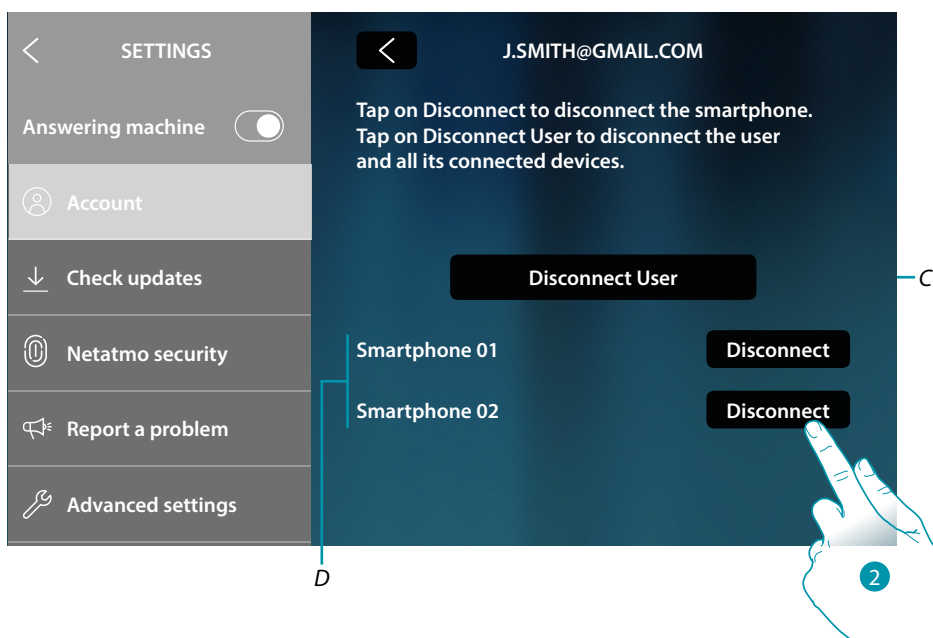 SETTINGS
Answering machine
Account
Check updates
Netatmo security
Report a problem
Advanced settings
J.SMITH@GMAIL.COM
Tap on Disconnect to disconnect the smartphone.
Tap on Disconnect User to disconnect the user
and all its connected devices.
Disconnect User
C
Smartphone 01
Disconnect
Smartphone 02
Disconnect
D
2